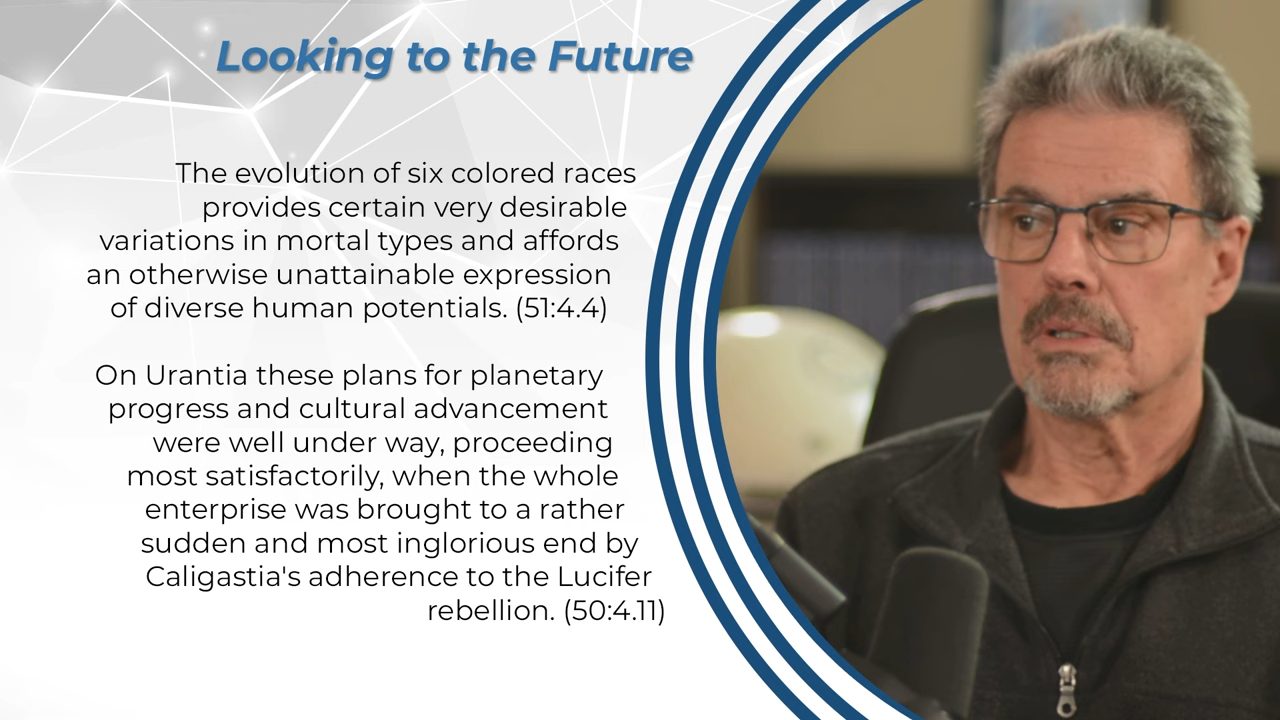 Looking to the Future
The evolution of six colored races
provides certain very desirable
variations in mortal types and affords
an otherwise unattainable expression
of diverse human potentials. (51:4.4)
On Urantia these plans for planetary
progress and cultural advancement
were well under way, proceeding
most satisfactorily, when the whole
enterprise was brought to a rather
sudden and most inglorious end by
Caligastia's adherence to the Lucifer
rebellion. (50:4.11)